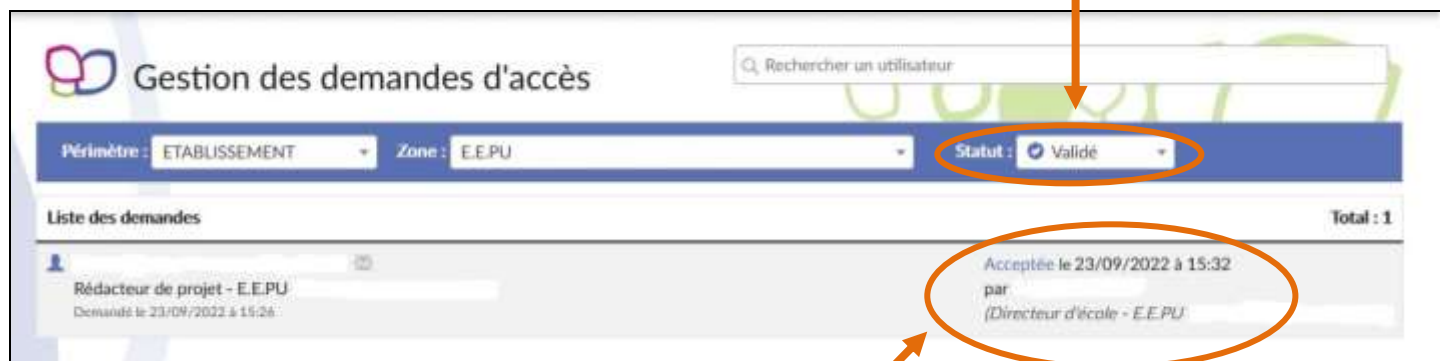 Gestion des demandes d'accès
Rechercher un utilisateur
Périmètre : ETABLISSEMENT Zone : E.E.PU Statut : Validé
Liste des demandes Total : 1
Acceptée le 23/09/2022 à 15:32
Rédacteur de projet - E.E.PU par
Demandé le 23/09/2022 à 15:26 (Directeur d'école - E.E.PU